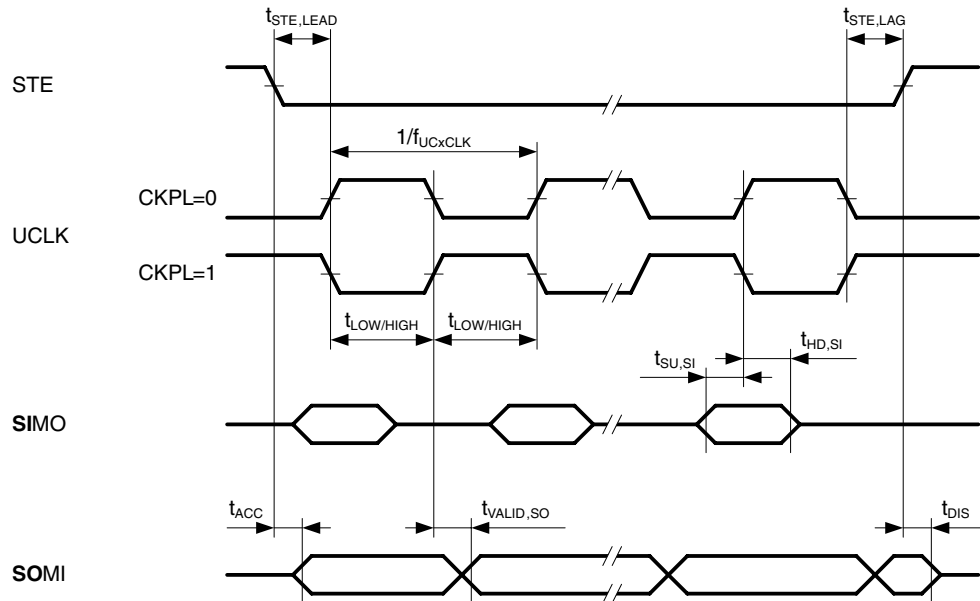 tSTE,LEAD
tSTE,LAG
STE
1/fUCxCLK
CKPL=0
UCLK
CKPL=1
tLOW/HIGH tLOW/HIGH
tHD,SI
tSU,SI
SIMO
tACC
tVALID,SO
tDIS
SOMI